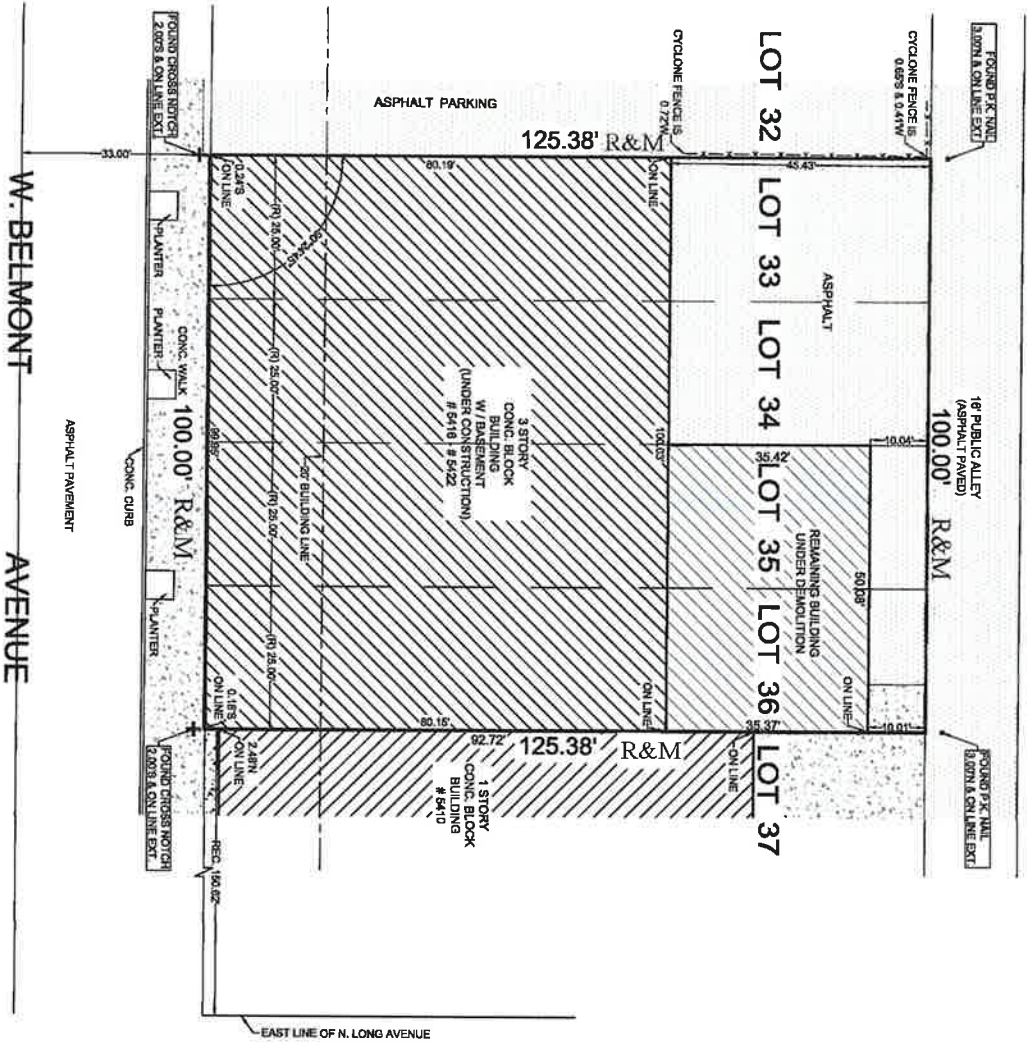 FOUND P.K. NAIL
3.00'N & ON LINE EXT.
CYCLONE FENCE IS
0.65'S & 0.41'W
16' PUBLIC ALLEY
(ASPHALT PAVED)
100.00' R&M
FOUND P.K. NAIL
3.00'N & ON LINE EXT.
10.04'
10.01'
45.43'
ASPHALT
50.08'
ON LINE
REMAINING BUILDING
UNDER DEMOLITION
LOT 32
LOT 33
LOT 34
LOT 35
LOT 36
LOT 37
35.42'
35.37'
ON LINE
CYCLONE FENCE IS
0.72'W
ON LINE
100.03'
ON LINE
125.38' R&M
125.38' R&M
ASPHALT PARKING
80.19'
80.15'
92.72'
3 STORY
CONC. BLOCK
BUILDING
W / BASEMENT
(UNDER CONSTRUCTION)
# 5416 # 5422
1 STORY
CONC. BLOCK
BUILDING
# 5410
20' BUILDING LINE
(R) 25.00'
(R) 25.00'
(R) 25.00'
(R) 25.00'
0.24'S
ON LINE
99.95'
0.18'S
ON LINE
2.48'N
ON LINE
REC. 150.62'
EAST LINE OF N. LONG AVENUE
FOUND CROSS NOTCH
2.00'S & ON LINE EXT.
33.00'
PLANTER
PLANTER
CONC. WALK
100.00' R&M
PLANTER
FOUND CROSS NOTCH
2.00'S & ON LINE EXT.
CONC. CURB
ASPHALT PAVEMENT
W. BELMONT AVENUE